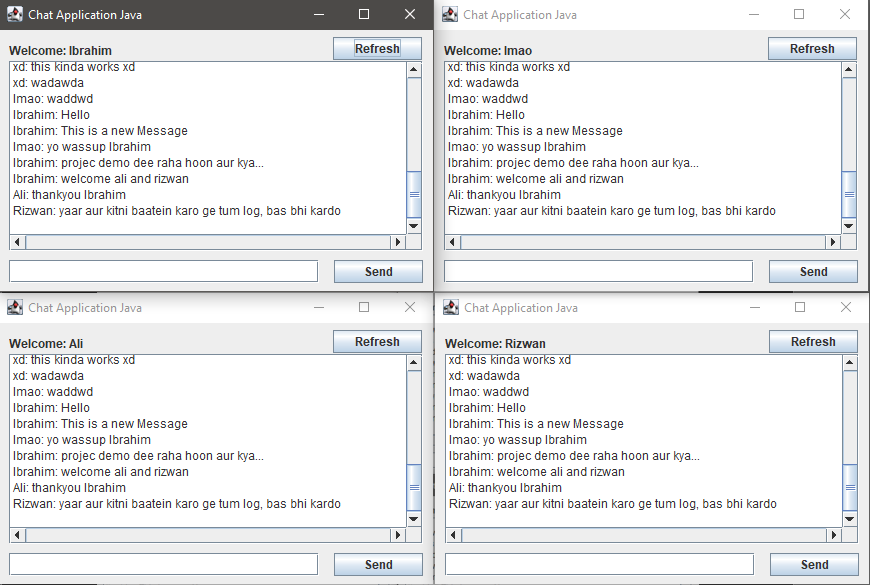 Chat Application Java
Welcome: Ibrahim
Refresh
xd: this kinda works xd
xd: wadawda
lmao: waddwd
Ibrahim: Hello
Ibrahim: This is a new Message
lmao: yo wassup Ibrahim
Ibrahim: projec demo dee raha hoon aur kya...
Ibrahim: welcome ali and rizwan
Ali: thankyou Ibrahim
Rizwan: yaar aur kitni baatein karo ge tum log, bas bhi kardo
Send
Chat Application Java
Welcome: lmao
Refresh
xd: this kinda works xd
xd: wadawda
lmao: waddwd
Ibrahim: Hello
Ibrahim: This is a new Message
lmao: yo wassup Ibrahim
Ibrahim: projec demo dee raha hoon aur kya...
Ibrahim: welcome ali and rizwan
Ali: thankyou Ibrahim
Rizwan: yaar aur kitni baatein karo ge tum log, bas bhi kardo
Send
Chat Application Java
Welcome: Ali
Refresh
xd: this kinda works xd
xd: wadawda
lmao: waddwd
Ibrahim: Hello
Ibrahim: This is a new Message
lmao: yo wassup Ibrahim
Ibrahim: projec demo dee raha hoon aur kya...
Ibrahim: welcome ali and rizwan
Ali: thankyou Ibrahim
Rizwan: yaar aur kitni baatein karo ge tum log, bas bhi kardo
Send
Chat Application Java
Welcome: Rizwan
Refresh
xd: this kinda works xd
xd: wadawda
lmao: waddwd
Ibrahim: Hello
Ibrahim: This is a new Message
lmao: yo wassup Ibrahim
Ibrahim: projec demo dee raha hoon aur kya...
Ibrahim: welcome ali and rizwan
Ali: thankyou Ibrahim
Rizwan: yaar aur kitni baatein karo ge tum log, bas bhi kardo
Send